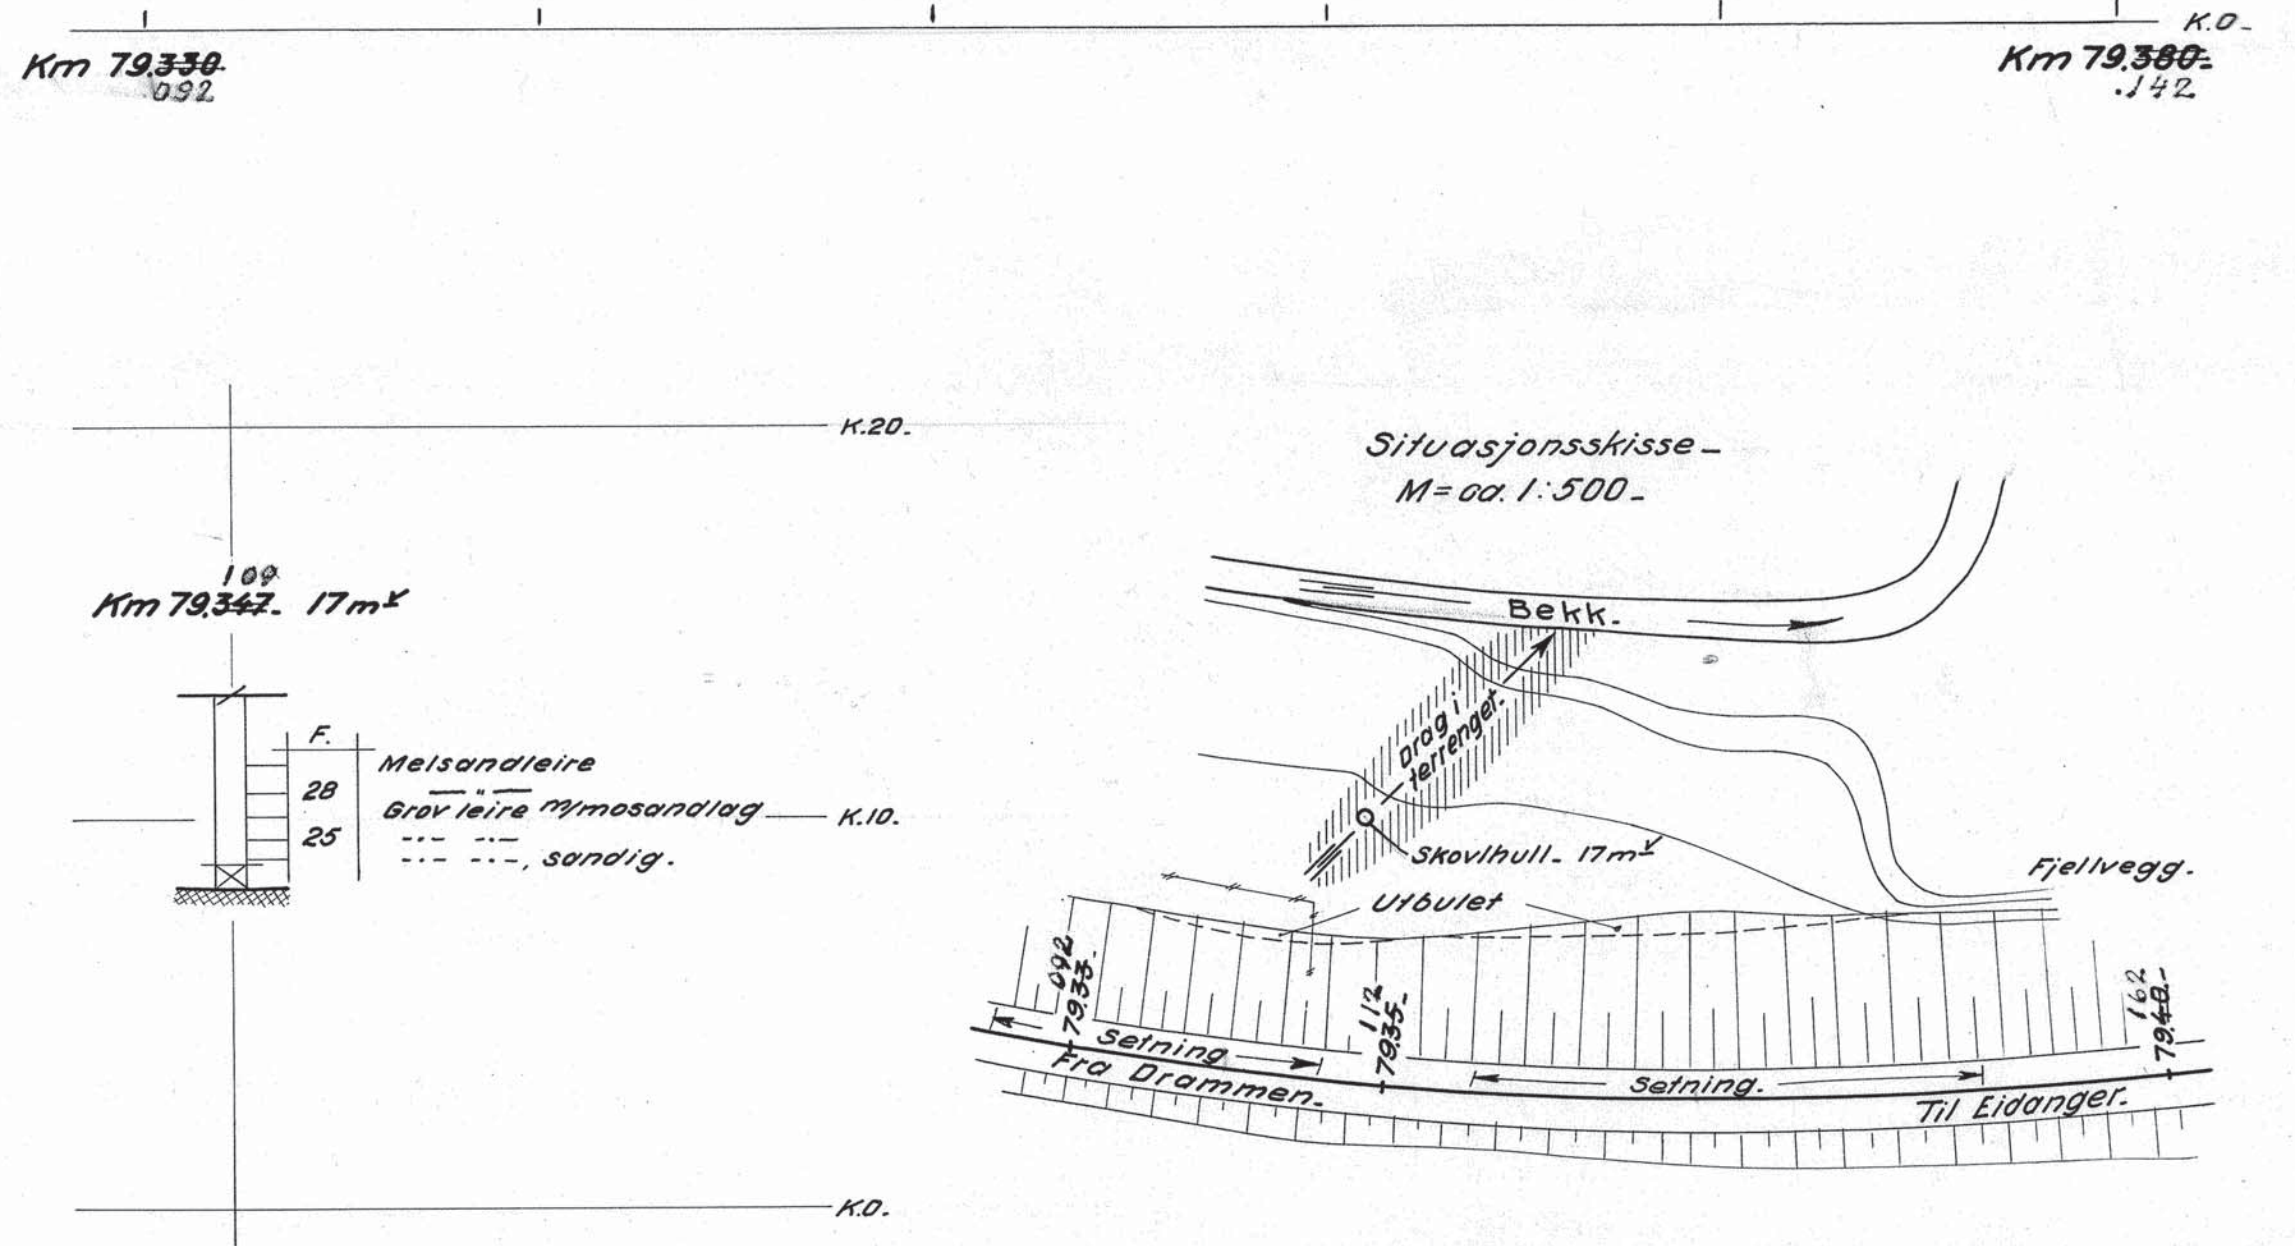 K.0-
Km 79.330.
092
Km 79.380-
.142
K.20.
109
Km 79.347. 17m v
F.
Melsandleire
28
— " —
Grov leire m/mosandlag
K.10.
25
-·- -·-
-·- -·-, sandig.
K.0.
Situasjonsskisse-
M=ca. 1:500-
Bekk.
Drag i
terrenget.
Skovlhull- 17m v
Fjellvegg.
Utbulet
092
79.33.
112
79.35.
162
79.40.-
Setning
Setning.
Fra Drammen.
Til Eidanger.